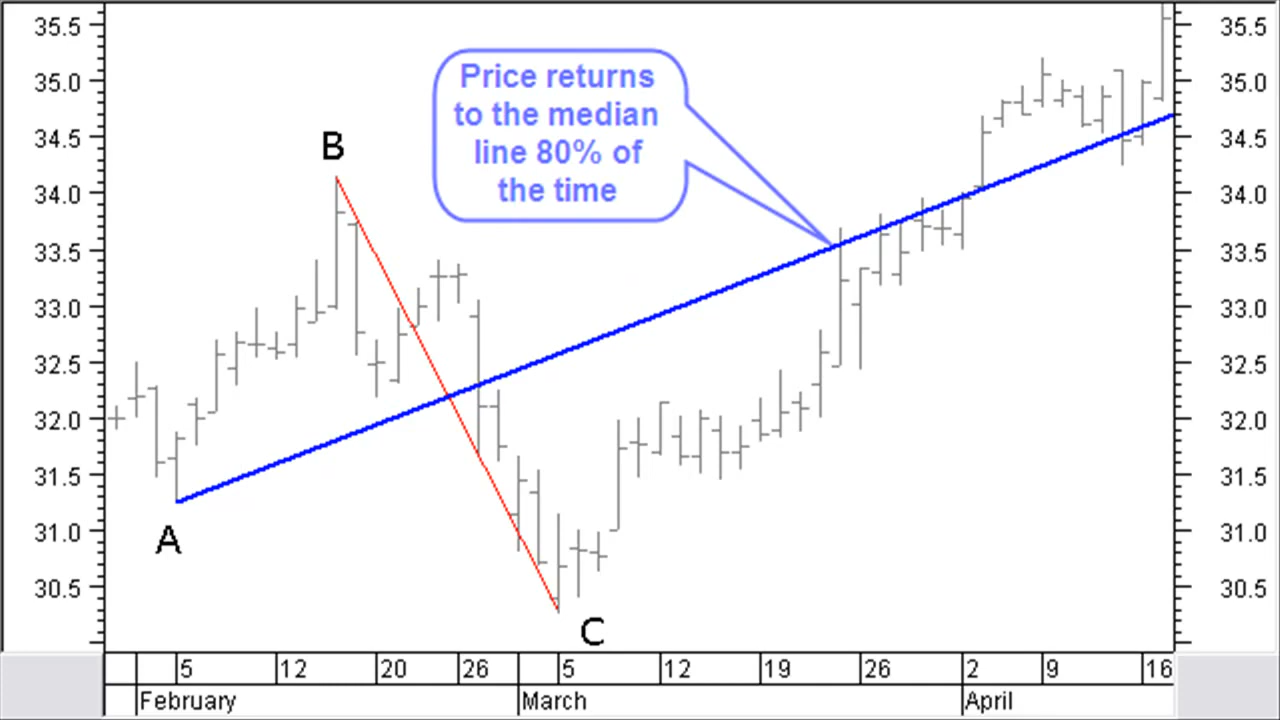 35.5 35.5
Price returns
35.0 35.0
to the median
B 34.5 34.5
line 80% of
34.0 the time 34.0
33.5 33.5
33.0 33.0
32.5 32.5
32.0 32.0
31.5 31.5
A 31.0 31.0
30.5 30.5
C
5 12 20 26 5 12 19 26 2 9 16
February March April